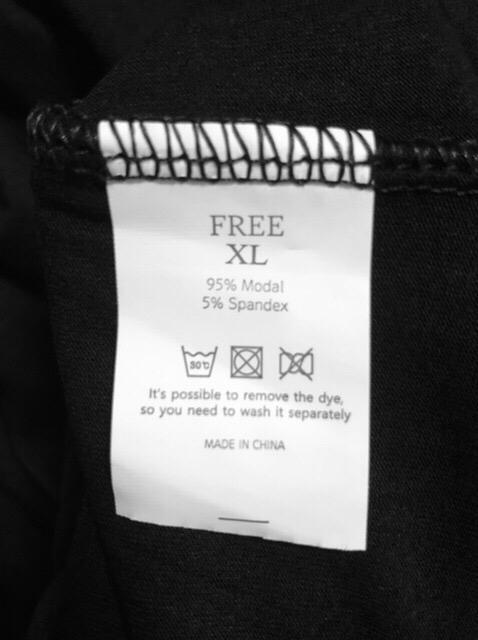 FREE
XL
95% Modal
5% Spandex
30℃
It's possible to remove the dye,
so you need to wash it separately
MADE IN CHINA